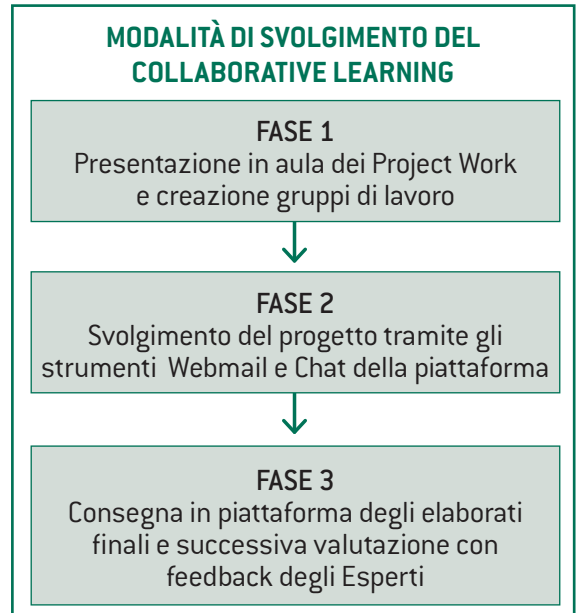 MODALITÀ DI SVOLGIMENTO DEL
COLLABORATIVE LEARNING
FASE 1
Presentazione in aula dei Project Work
e creazione gruppi di lavoro
FASE 2
Svolgimento del progetto tramite gli
strumenti Webmail e Chat della piattaforma
FASE 3
Consegna in piattaforma degli elaborati
finali e successiva valutazione con
feedback degli Esperti